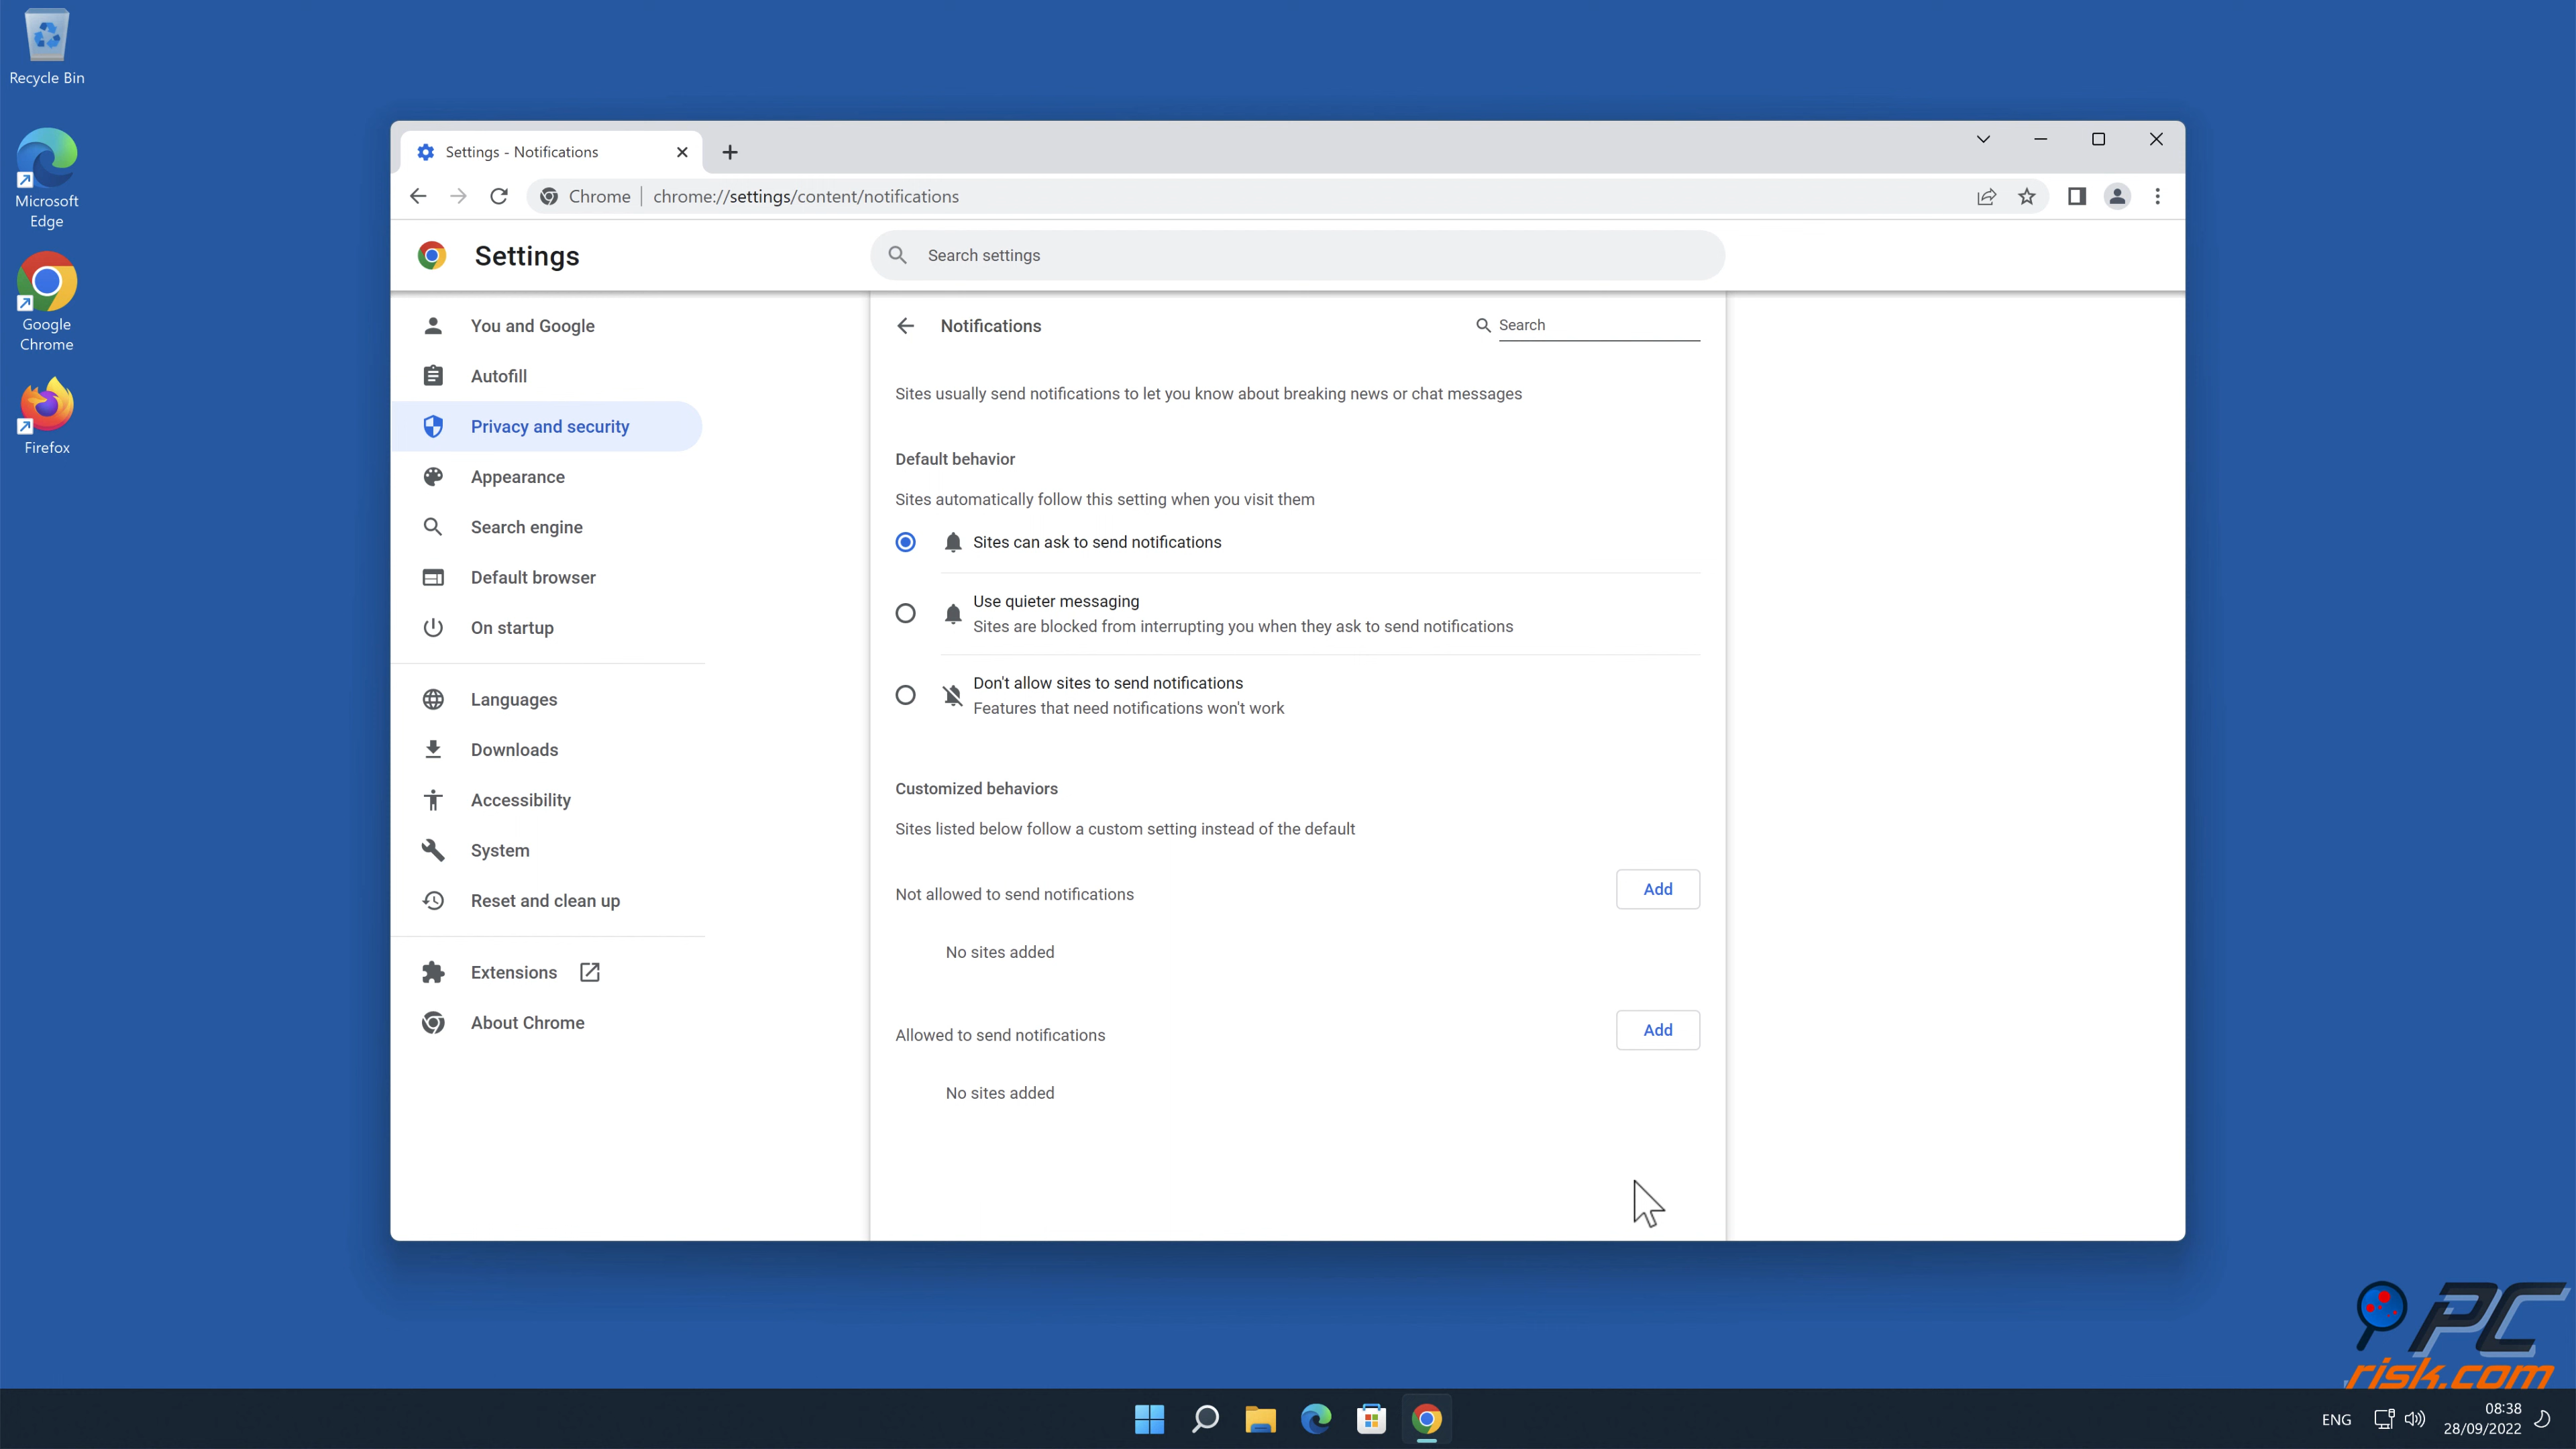 Recycle Bin
Microsoft
Edge
Google
Chrome
Firefox
Settings - Notifications
Chrome | chrome://settings/content/notifications
Settings
Search settings
You and Google
Autofill
Privacy and security
Appearance
Search engine
Default browser
On startup
Languages
Downloads
Accessibility
System
Reset and clean up
Extensions
About Chrome
Notifications
Search
Sites usually send notifications to let you know about breaking news or chat messages
Default behavior
Sites automatically follow this setting when you visit them
Sites can ask to send notifications
Use quieter messaging
Sites are blocked from interrupting you when they ask to send notifications
Don't allow sites to send notifications
Features that need notifications won't work
Customized behaviors
Sites listed below follow a custom setting instead of the default
Not allowed to send notifications
Add
No sites added
Allowed to send notifications
Add
No sites added
PC
risk.com
ENG
08:38
28/09/2022